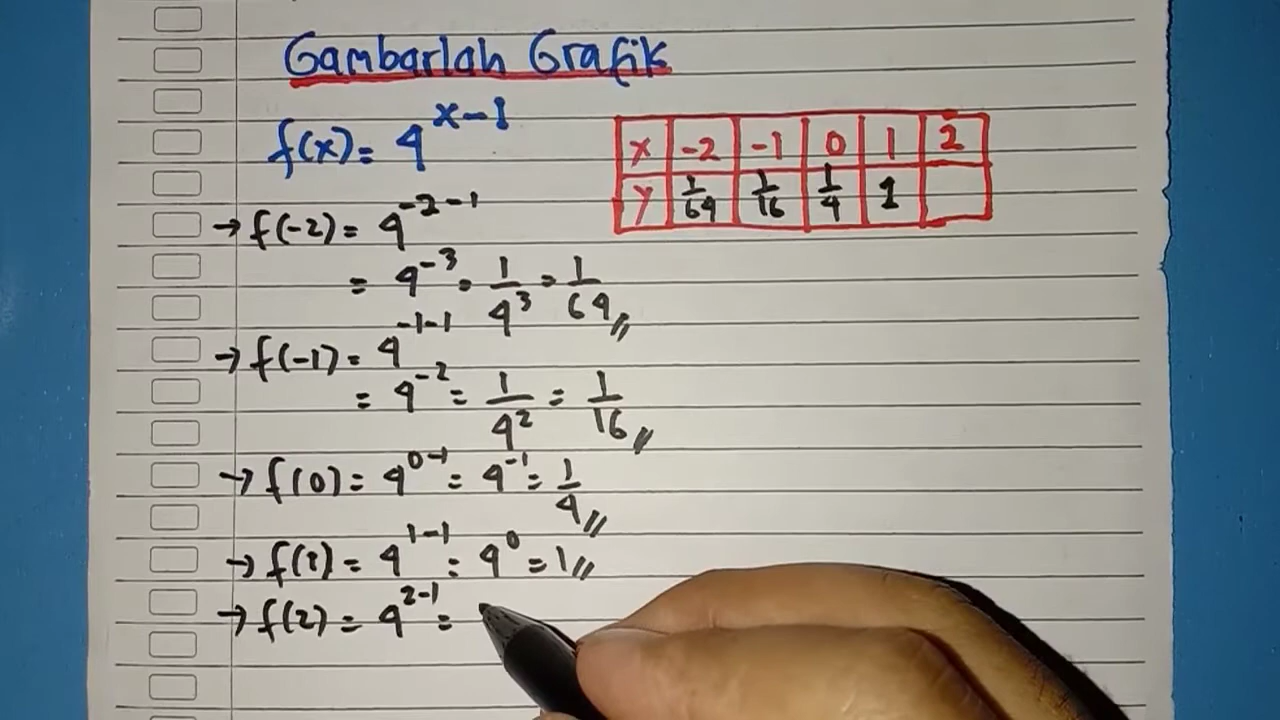 Gambarlah Grafik
f(x) = 4^{x-1}
x | -2 | -1 | 0 | 1 | 2
y | 1/64 | 1/16 | 1/4 | 1 |
→ f(-2) = 4^{-2-1}
= 4^{-3} = 1/4^3 = 1/64 //
→ f(-1) = 4^{-1-1}
= 4^{-2} = 1/4^2 = 1/16 //
→ f(0) = 4^{0-1} = 4^{-1} = 1/4 //
→ f(1) = 4^{1-1} = 4^0 = 1 //
→ f(2) = 4^{2-1} =